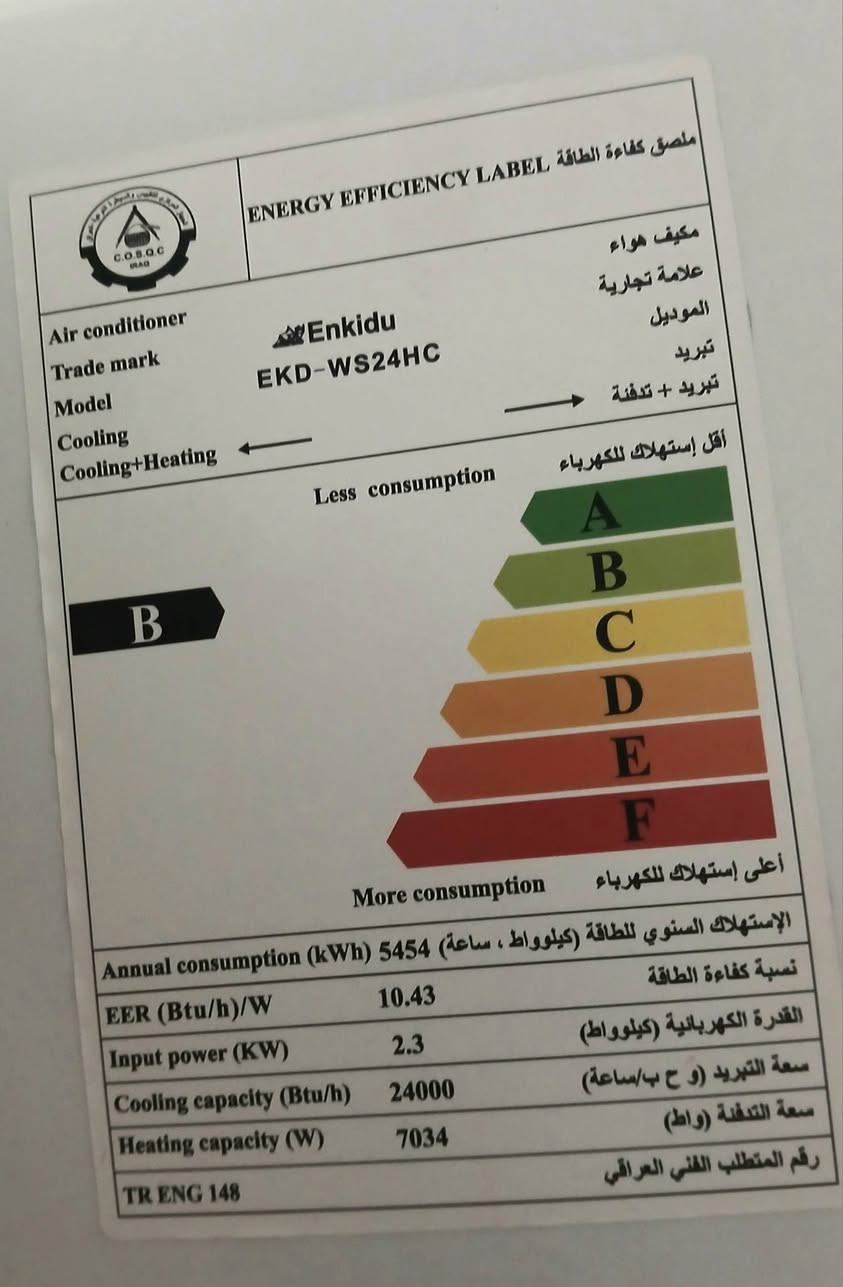 ENERGY EFFICIENCY LABEL ملصق كفاءة الطاقة
C.O.S.Q.C
IRAQ
Air conditioner مكيف هواء
Trade mark Enkidu علامة تجارية
Model EKD-WS24HC الموديل
Cooling تبريد
Cooling+Heating تبريد + تدفئة
Less consumption أقل إستهلاك للكهرباء
A
B
B
C
D
E
F
More consumption أعلى إستهلاك للكهرباء
Annual consumption (kWh) 5454 الإستهلاك السنوي للطاقة (كيلوواط ، ساعة)
EER (Btu/h)/W 10.43 نسبة كفاءة الطاقة
Input power (KW) 2.3 القدرة الكهربائية (كيلوواط)
Cooling capacity (Btu/h) 24000 سعة التبريد (و ح ب/ساعة)
Heating capacity (W) 7034 سعة التدفئة (واط)
TR ENG 148 رقم المتطلب الفني العراقي